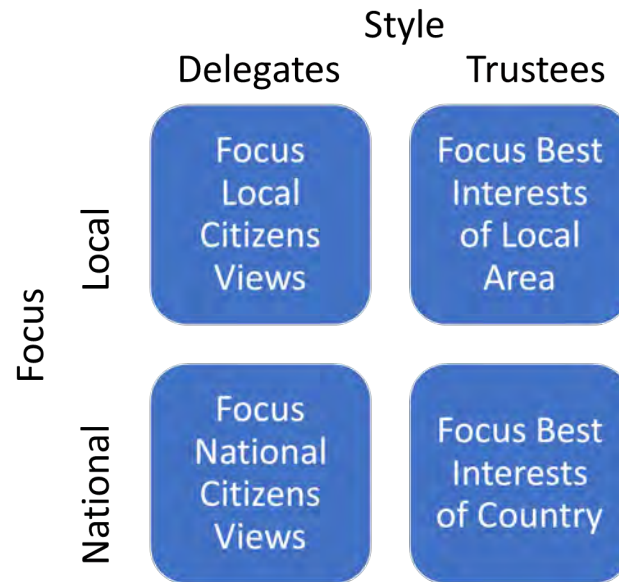 Style
Delegates
Trustees
Focus
Local
Focus
Local
Citizens
Views
Focus Best
Interests
of Local
Area
National
Focus
National
Citizens
Views
Focus Best
Interests
of Country